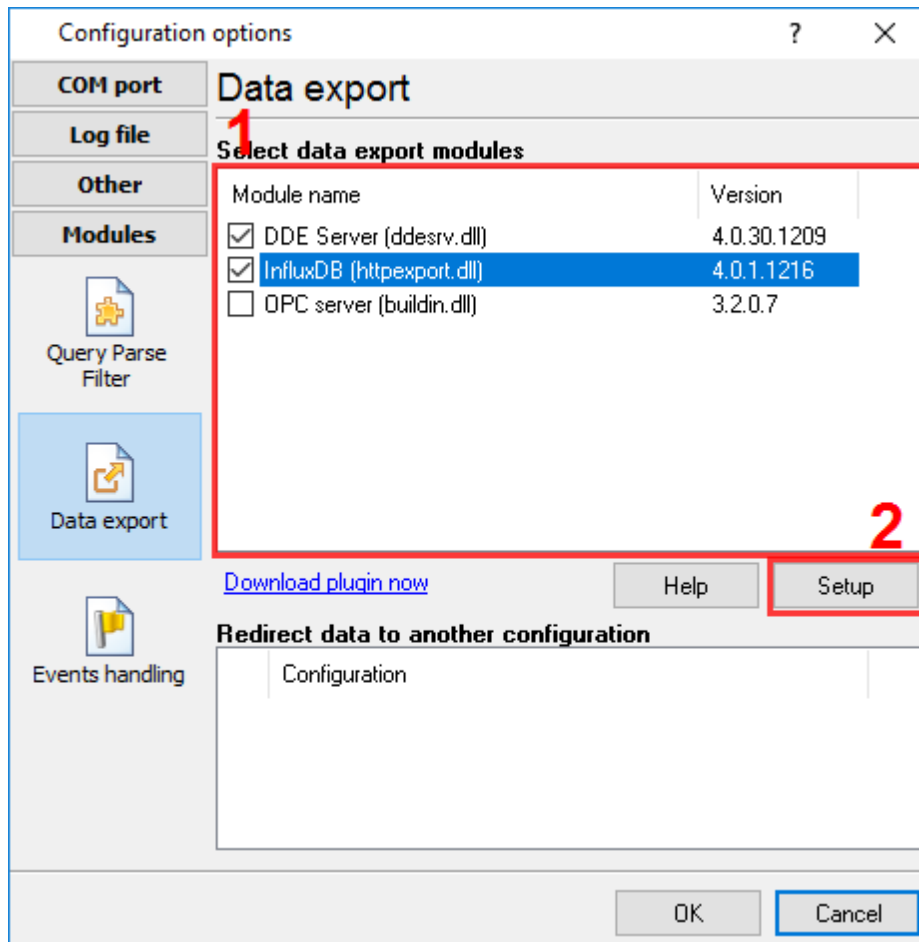 Configuration options ?
COM port
Log file
Other
Modules
Query Parse
Filter
Data export
Events handling
Data export
1
Select data export modules
Module name Version
DDE Server (ddesrv.dll) 4.0.30.1209
InfluxDB (httpexport.dll) 4.0.1.1216
OPC server (buildin.dll) 3.2.0.7
2
Download plugin now Help Setup
Redirect data to another configuration
Configuration
OK Cancel